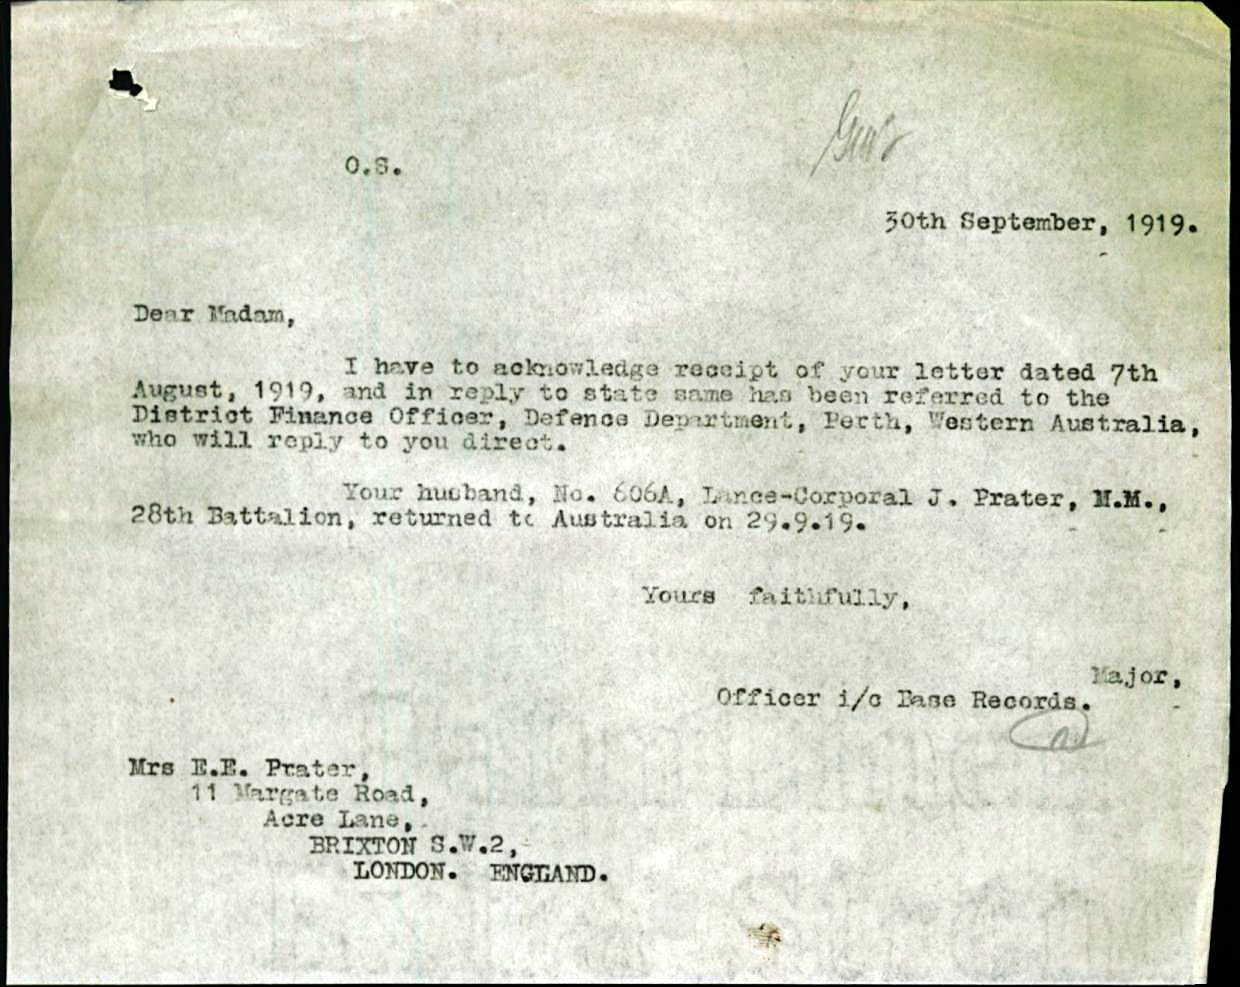 O.S.
30th September, 1919.
Dear Madam,
I have to acknowledge receipt of your letter dated 7th
August, 1919, and in reply to state same has been referred to the
District Finance Officer, Defence Department, Perth, Western Australia,
who will reply to you direct.
Your husband, No. 606A, Lance-Corporal J. Prater, M.M.,
28th Battalion, returned to Australia on 29.9.19.
Yours faithfully,
Major,
Officer i/c Base Records.
Mrs E.E. Prater,
11 Margate Road,
Acre Lane,
BRIXTON S.W.2,
LONDON. ENGLAND.